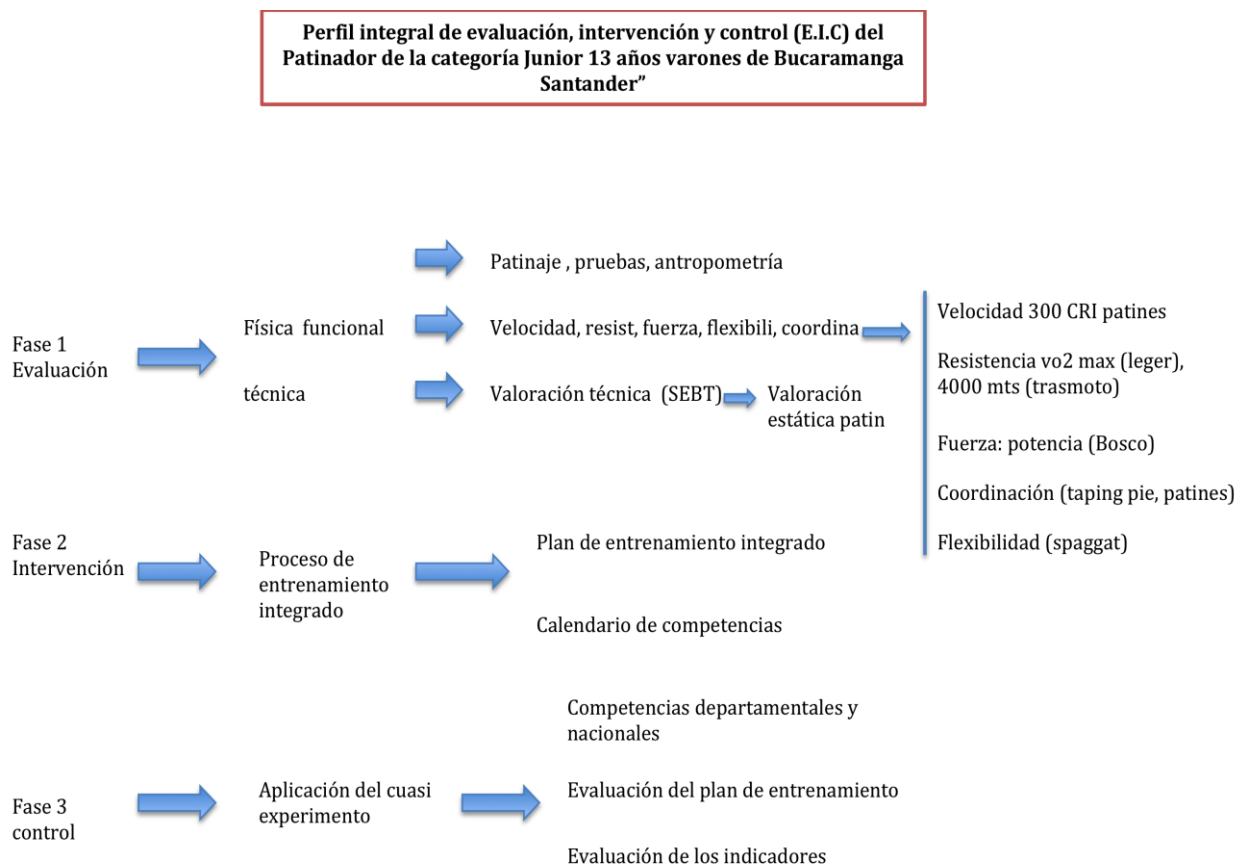 Perfil integral de evaluación, intervención y control (E.I.C) del
Patinador de la categoría Junior 13 años varones de Bucaramanga
Santander”
Fase 1
Evaluación
Física funcional
técnica
Patinaje , pruebas, antropometría
Velocidad, resist, fuerza, flexibili, coordina
Valoración técnica (SEBT)
Valoración
estática patin
Velocidad 300 CRI patines
Resistencia vo2 max (leger),
4000 mts (trasmoto)
Fuerza: potencia (Bosco)
Coordinación (taping pie, patines)
Flexibilidad (spaggat)
Fase 2
Intervención
Proceso de
entrenamiento
integrado
Plan de entrenamiento integrado
Calendario de competencias
Fase 3
control
Aplicación del cuasi
experimento
Competencias departamentales y
nacionales
Evaluación del plan de entrenamiento
Evaluación de los indicadores